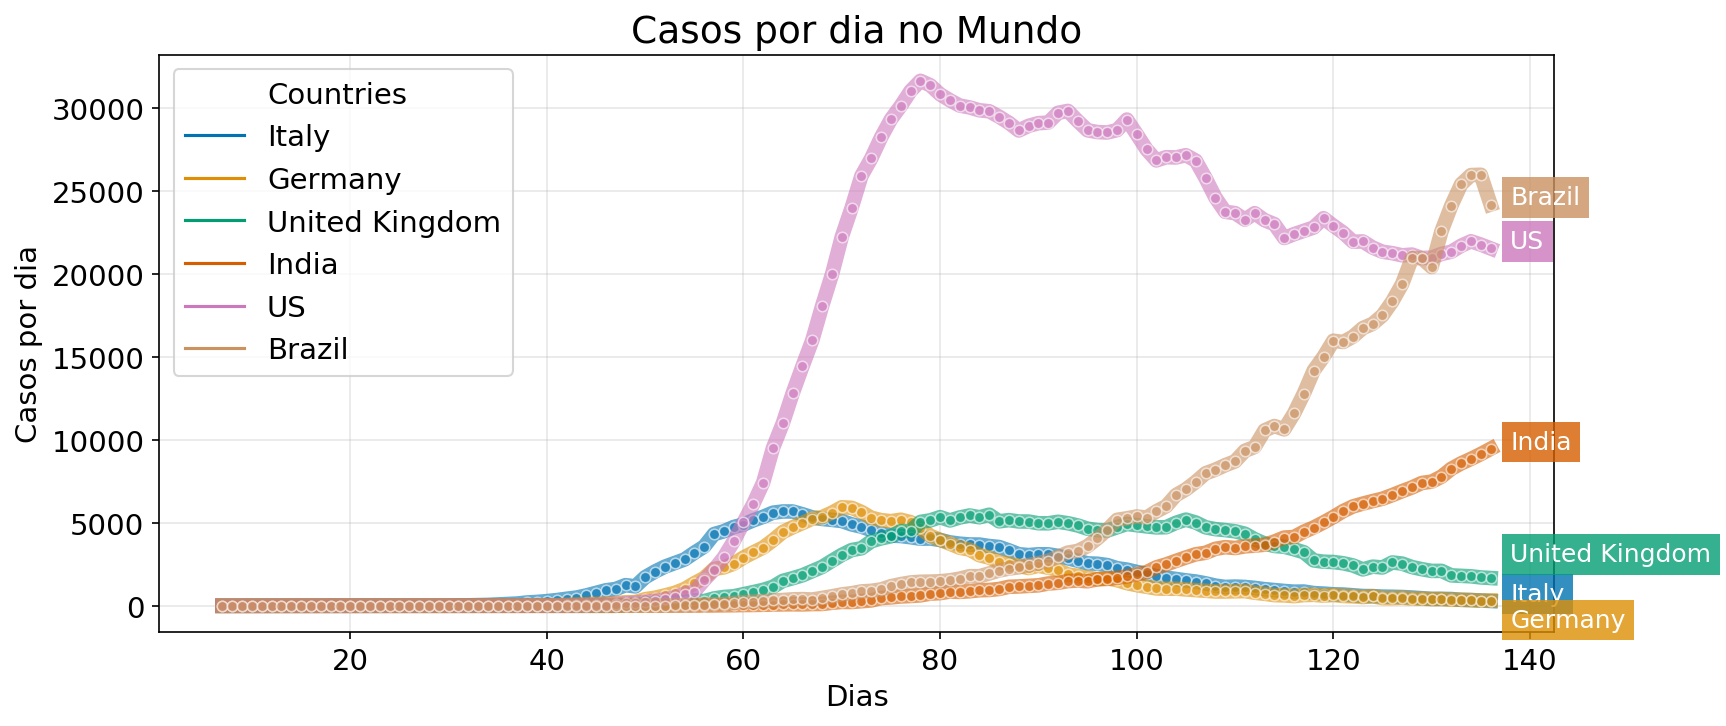 Casos por dia no Mundo
Countries
Italy
Germany
United Kingdom
India
US
Brazil
30000
25000
20000
15000
10000
5000
0
Casos por dia
Brazil
US
India
United Kingdom
Italy
Germany
20
40
60
80
100
120
140
Dias